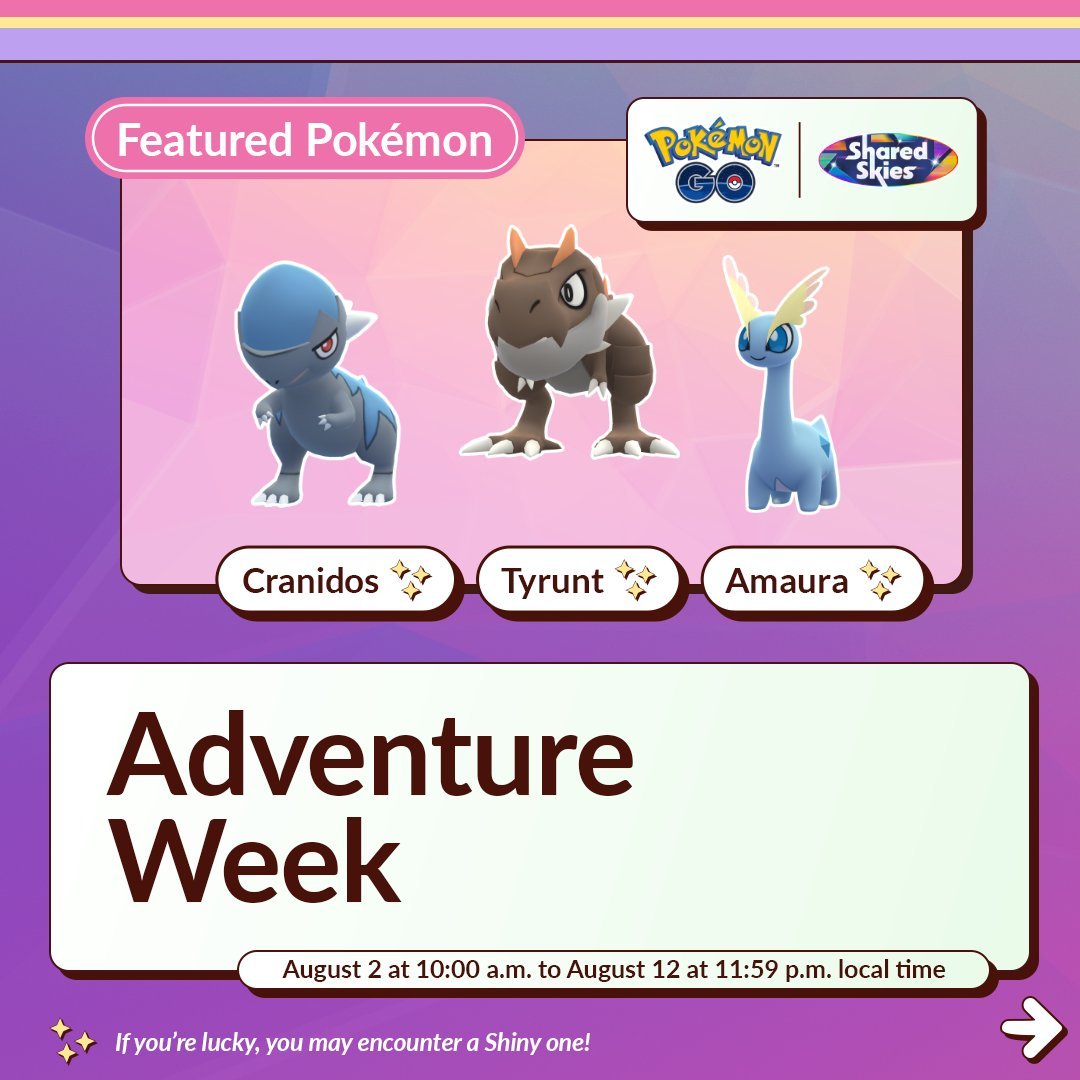 Featured Pokémon
POKÉMON
GO
Shared
Skies
Cranidos
Tyrunt
Amaura
Adventure
Week
August 2 at 10:00 a.m. to August 12 at 11:59 p.m. local time
If you're lucky, you may encounter a Shiny one!